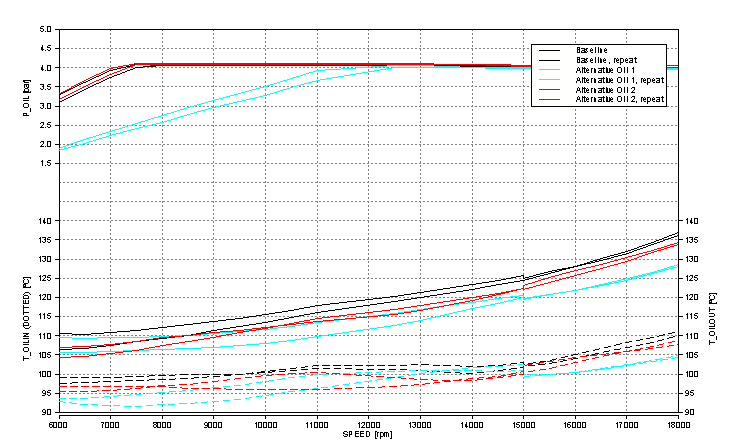 5.0
4.5
4.0
3.5
3.0
2.5
2.0
1.5
P_OIL [bar]
Baseline
Baseline, repeat
Alternative Oil 1
Alternative Oil 1, repeat
Alternative Oil 2
Alternative Oil 2, repeat
140
135
130
125
120
115
110
105
100
95
90
T_OILIN (DOTTED) [ºC]
140
135
130
125
120
115
110
105
100
95
90
T_OILOUT [ºC]
6000 7000 8000 9000 10000 11000 12000 13000 14000 15000 16000 17000 18000
SPEED [rpm]